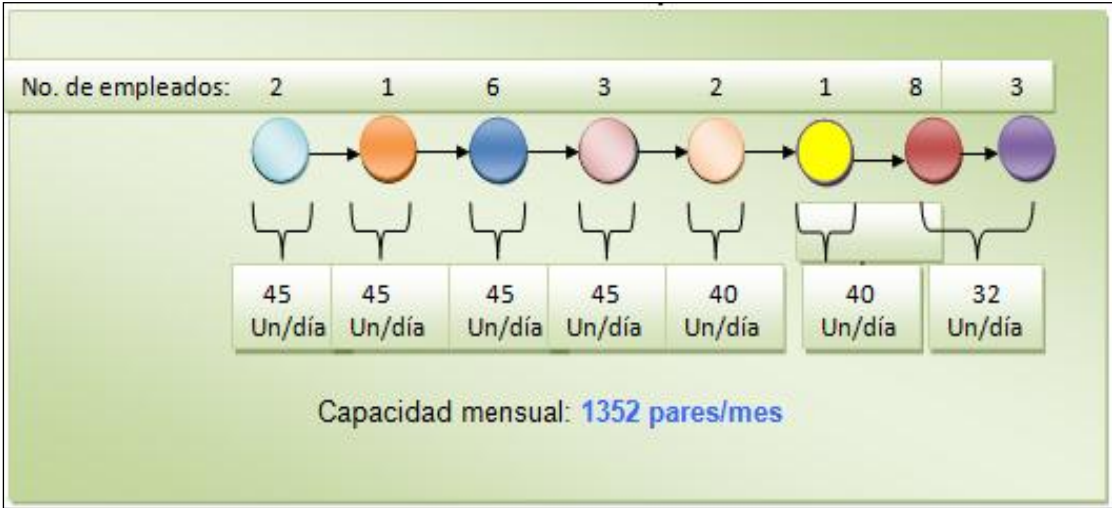 No. de empleados: 2 1 6 3 2 1 8 3
45 45 45 45 40 40 32
Un/día Un/día Un/día Un/día Un/día Un/día Un/día
Capacidad mensual: 1352 pares/mes